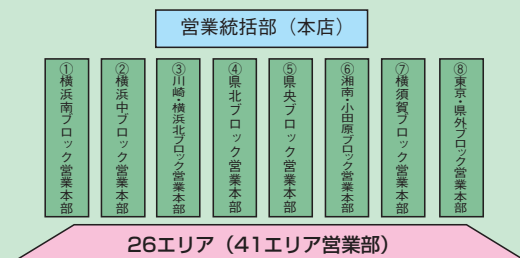 営業統括部（本店）
①横浜南ブロック営業本部
②横浜中ブロック営業本部
③川崎・横浜北ブロック営業本部
④県北ブロック営業本部
⑤県央ブロック営業本部
⑥湘南・小田原ブロック営業本部
⑦横須賀ブロック営業本部
⑧東京・県外ブロック営業本部
26エリア（41エリア営業部）